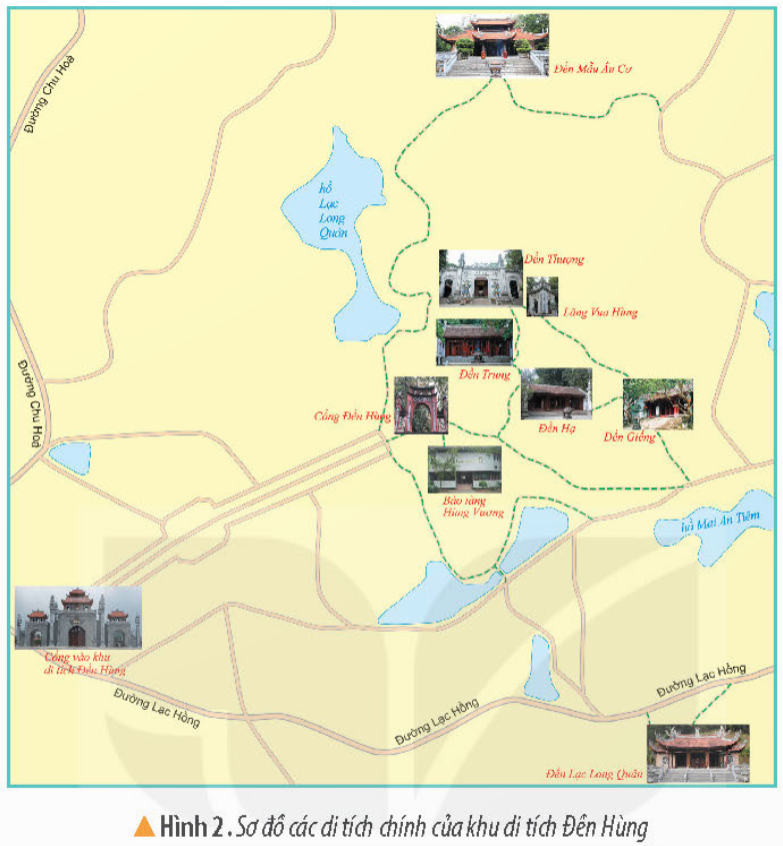 Đền Mẫu Âu Cơ
Đường Chu Hoá
hồ
Lạc
Long
Quân
Đền Thượng
Lăng Vua Hùng
Đền Trung
Đường Chu Hoá
Cổng Đền Hùng
Đền Hạ
Đền Giếng
Bảo tàng
Hùng Vương
hồ Mai An Tiêm
Cổng vào khu
di tích Đền Hùng
Đường Lạc Hồng
Đường Lạc Hồng
Đường Lạc Hồng
Đền Lạc Long Quân
▲ Hình 2. Sơ đồ các di tích chính của khu di tích Đền Hùng